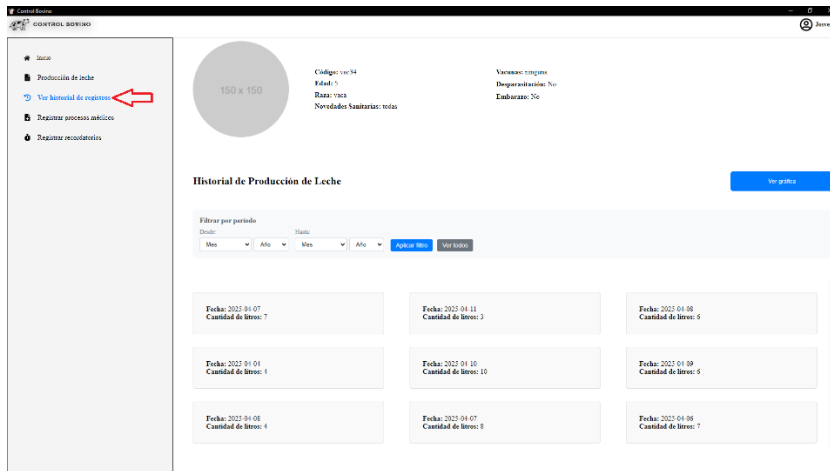 Control Bovino
CONTROL BOVINO
Inicio
Producción de leche
Ver historial de registros
Registrar procesos médicos
Registrar recordatorios
150 x 150
Código: vac34
Edad: 5
Raza: vaca
Novedades Sanitarias: todas
Vacunas: ninguna
Desparasitación: No
Embarazo: No
Historial de Producción de Leche
Ver gráfica
Filtrar por período
Desde: Hasta:
Mes Año Mes Año Aplicar filtro Ver todos
Fecha: 2025-04-07
Cantidad de litros: 7
Fecha: 2025-04-11
Cantidad de litros: 3
Fecha: 2025-04-08
Cantidad de litros: 6
Fecha: 2025-04-04
Cantidad de litros: 4
Fecha: 2025-04-10
Cantidad de litros: 10
Fecha: 2025-04-09
Cantidad de litros: 6
Fecha: 2025-04-08
Cantidad de litros: 4
Fecha: 2025-04-07
Cantidad de litros: 8
Fecha: 2025-04-06
Cantidad de litros: 7